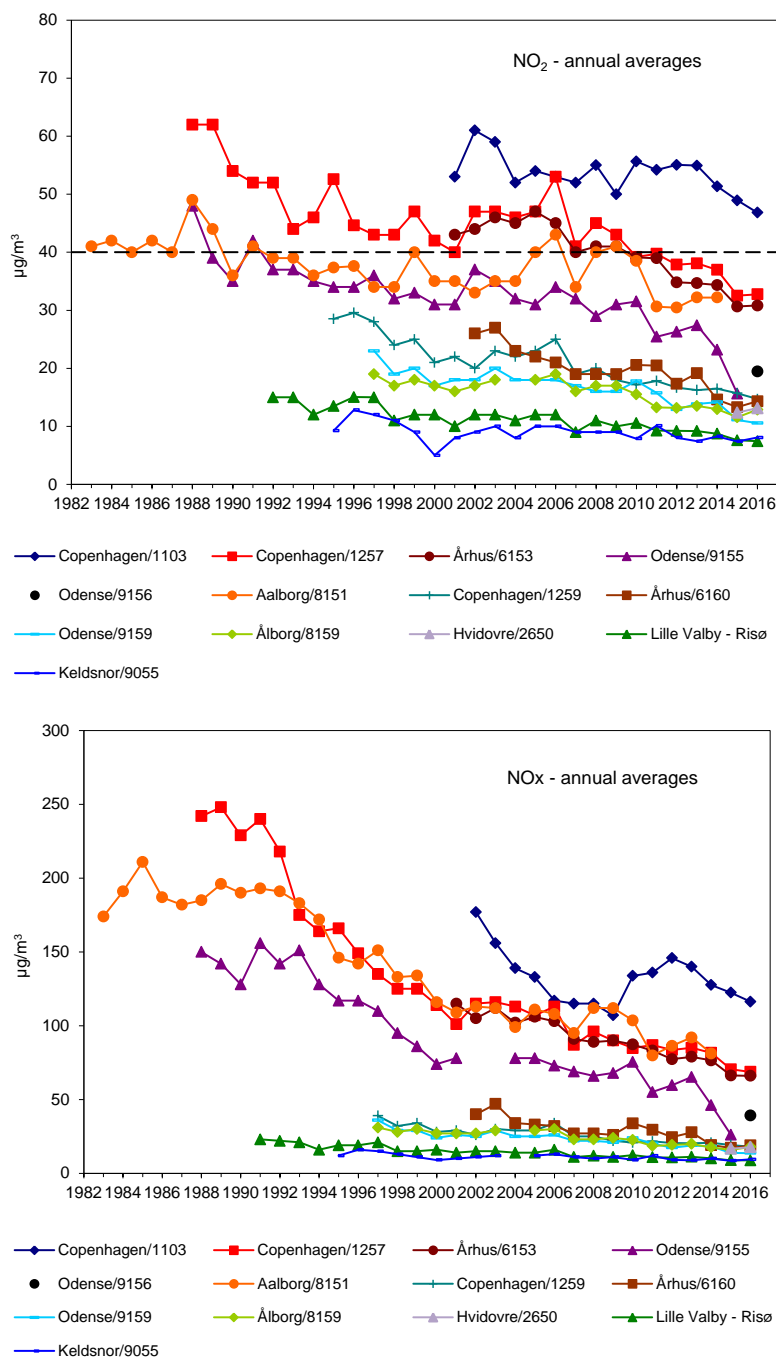 80
NO₂ - annual averages
70
60
50
µg/m³
40
30
20
10
0
1982 1984 1986 1988 1990 1992 1994 1996 1998 2000 2002 2004 2006 2008 2010 2012 2014 2016
Copenhagen/1103 Copenhagen/1257 Århus/6153 Odense/9155
Odense/9156 Aalborg/8151 Copenhagen/1259 Århus/6160
Odense/9159 Ålborg/8159 Hvidovre/2650 Lille Valby - Risø
Keldsnor/9055
300
NOx - annual averages
250
200
µg/m³
150
100
50
0
1982 1984 1986 1988 1990 1992 1994 1996 1998 2000 2002 2004 2006 2008 2010 2012 2014 2016
Copenhagen/1103 Copenhagen/1257 Århus/6153 Odense/9155
Odense/9156 Aalborg/8151 Copenhagen/1259 Århus/6160
Odense/9159 Ålborg/8159 Hvidovre/2650 Lille Valby - Risø
Keldsnor/9055